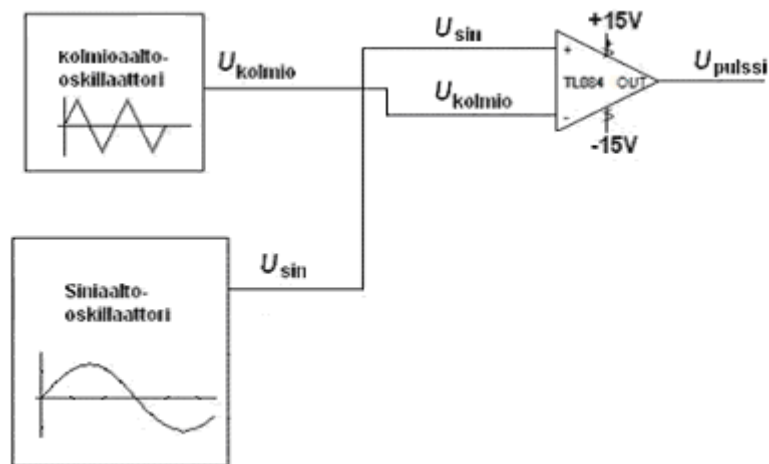 kolmioaalto-
oskillaattori
U kolmio
U sin
U kolmio
+15V
+
TL084 OUT
-
-15V
U pulssi
U sin
Siniaalto-
oskillaattori